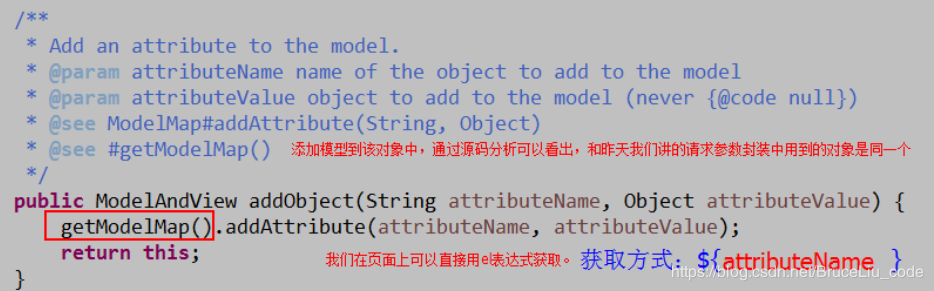 /**
* Add an attribute to the model.
* @param attributeName name of the object to add to the model
* @param attributeValue object to add to the model (never {@code null})
* @see ModelMap#addAttribute(String, Object)
* @see #getModelMap() 添加模型到该对象中，通过源码分析可以看出，和昨天我们讲的请求参数封装中用到的对象是同一个
*/
public ModelAndView addObject(String attributeName, Object attributeValue) {
getModelMap().addAttribute(attributeName, attributeValue);
return this; 我们在页面上可以直接用el表达式获取。 获取方式：${attributeName }
}
https://blog.csdn.net/BruceLiu_code